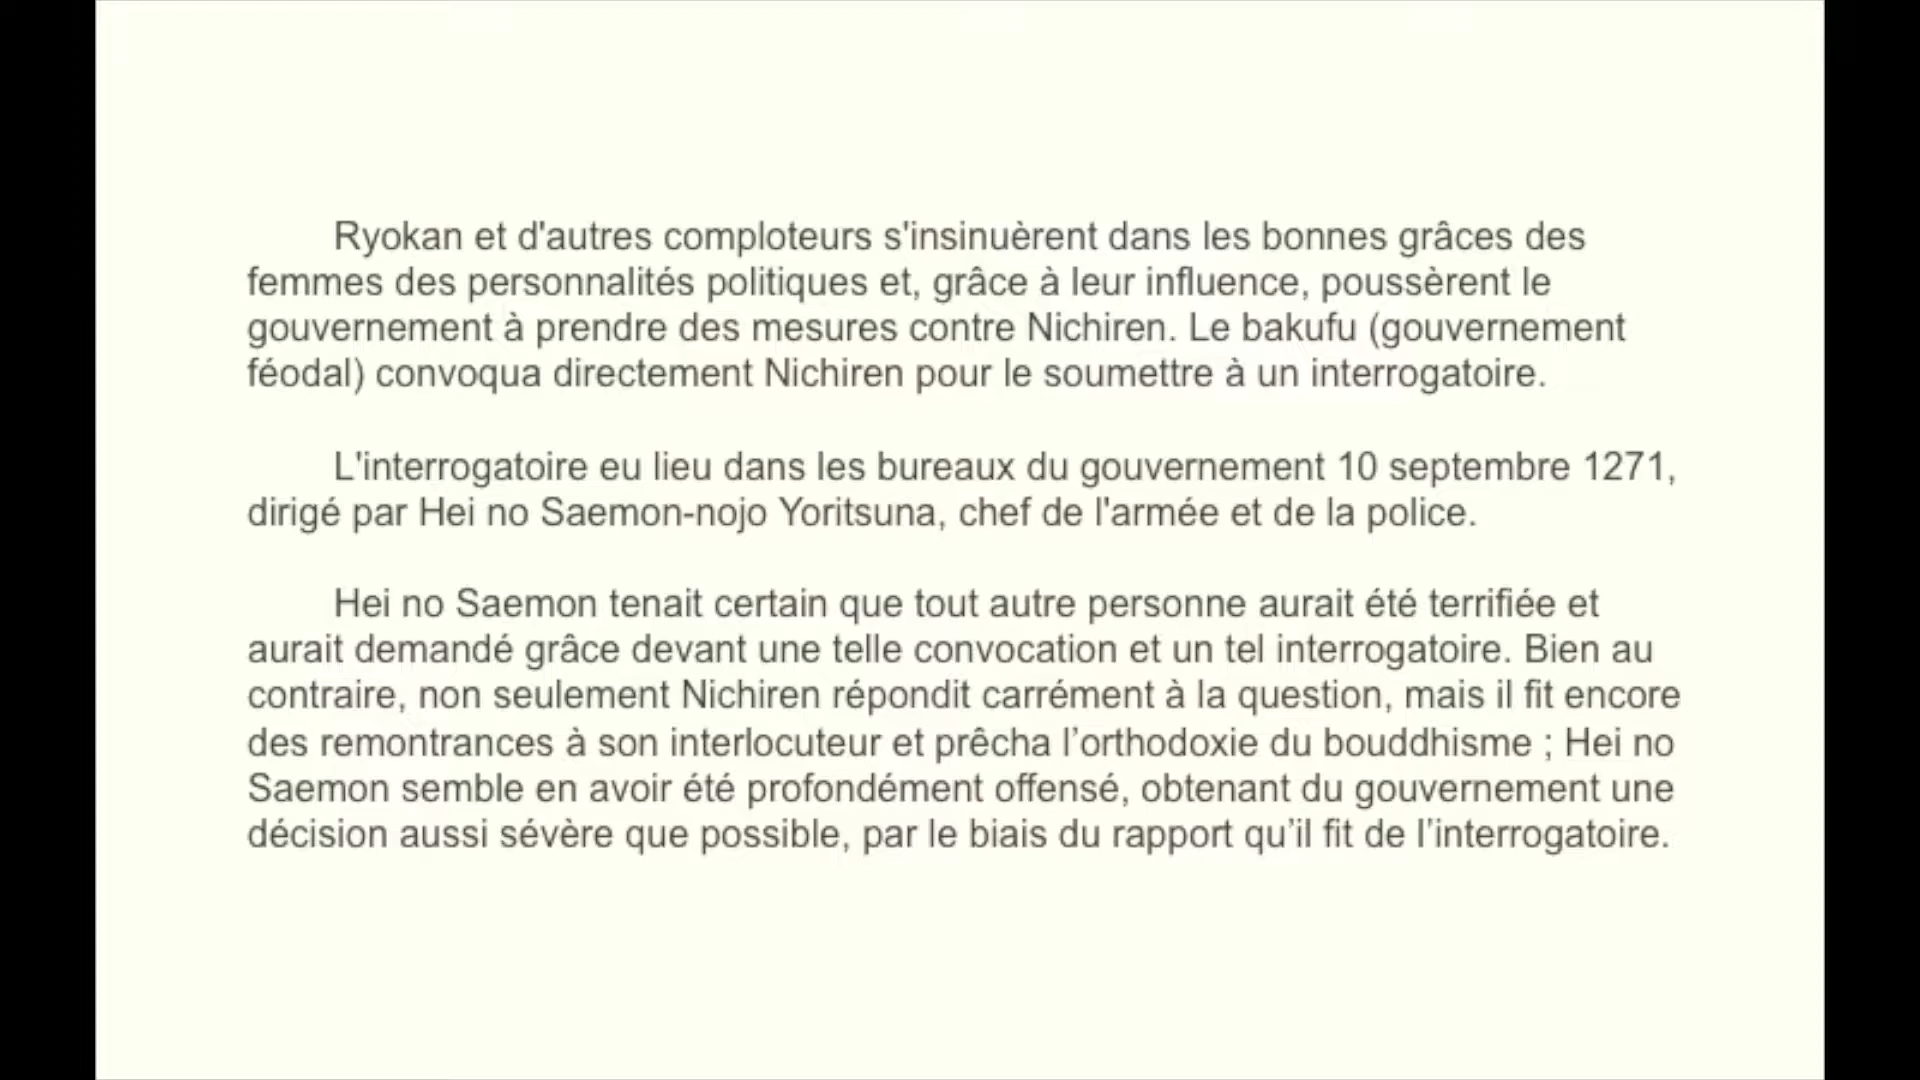 Ryokan et d'autres comploteurs s'insinuèrent dans les bonnes grâces des
femmes des personnalités politiques et, grâce à leur influence, poussèrent le
gouvernement à prendre des mesures contre Nichiren. Le bakufu (gouvernement
féodal) convoqua directement Nichiren pour le soumettre à un interrogatoire.
L'interrogatoire eu lieu dans les bureaux du gouvernement 10 septembre 1271,
dirigé par Hei no Saemon-nojo Yoritsuna, chef de l'armée et de la police.
Hei no Saemon tenait certain que tout autre personne aurait été terrifiée et
aurait demandé grâce devant une telle convocation et un tel interrogatoire. Bien au
contraire, non seulement Nichiren répondit carrément à la question, mais il fit encore
des remontrances à son interlocuteur et prêcha l’orthodoxie du bouddhisme ; Hei no
Saemon semble en avoir été profondément offensé, obtenant du gouvernement une
décision aussi sévère que possible, par le biais du rapport qu’il fit de l’interrogatoire.